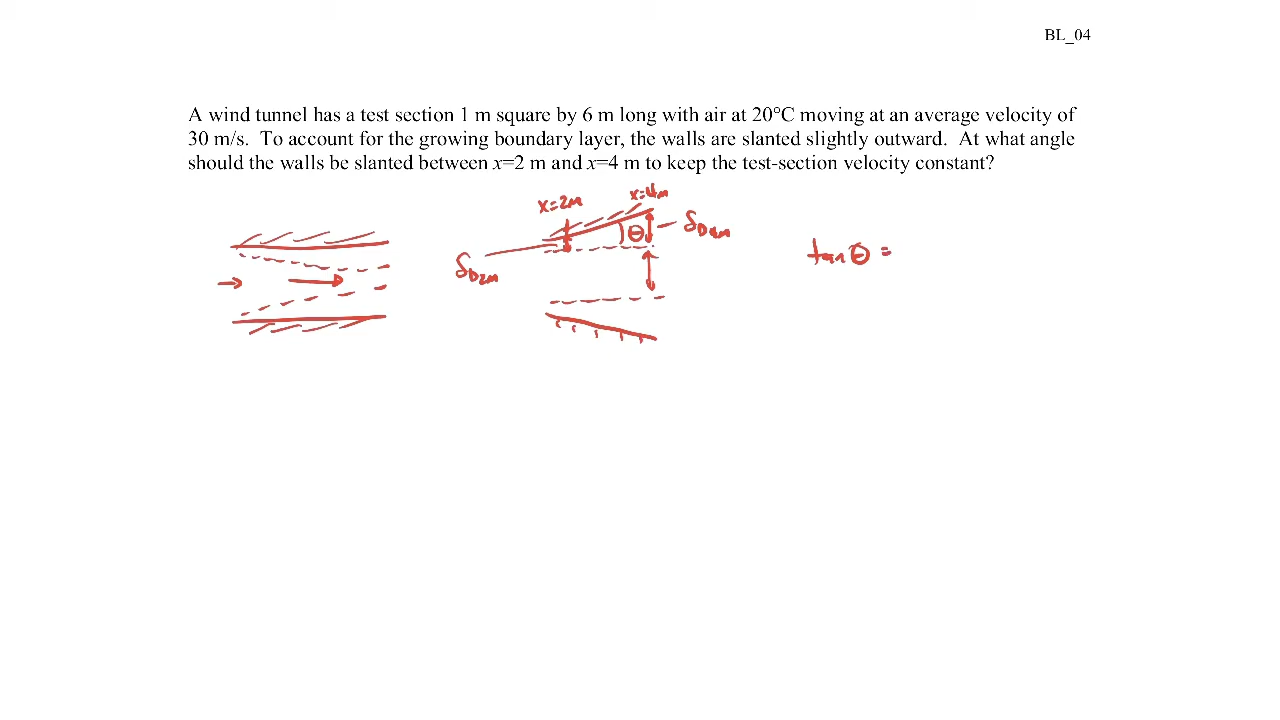 BL_04
A wind tunnel has a test section 1 m square by 6 m long with air at 20°C moving at an average velocity of
30 m/s. To account for the growing boundary layer, the walls are slanted slightly outward. At what angle
should the walls be slanted between x=2 m and x=4 m to keep the test-section velocity constant?
x=2m
x=4m
Θ
δD4m
δD2m
tanΘ =